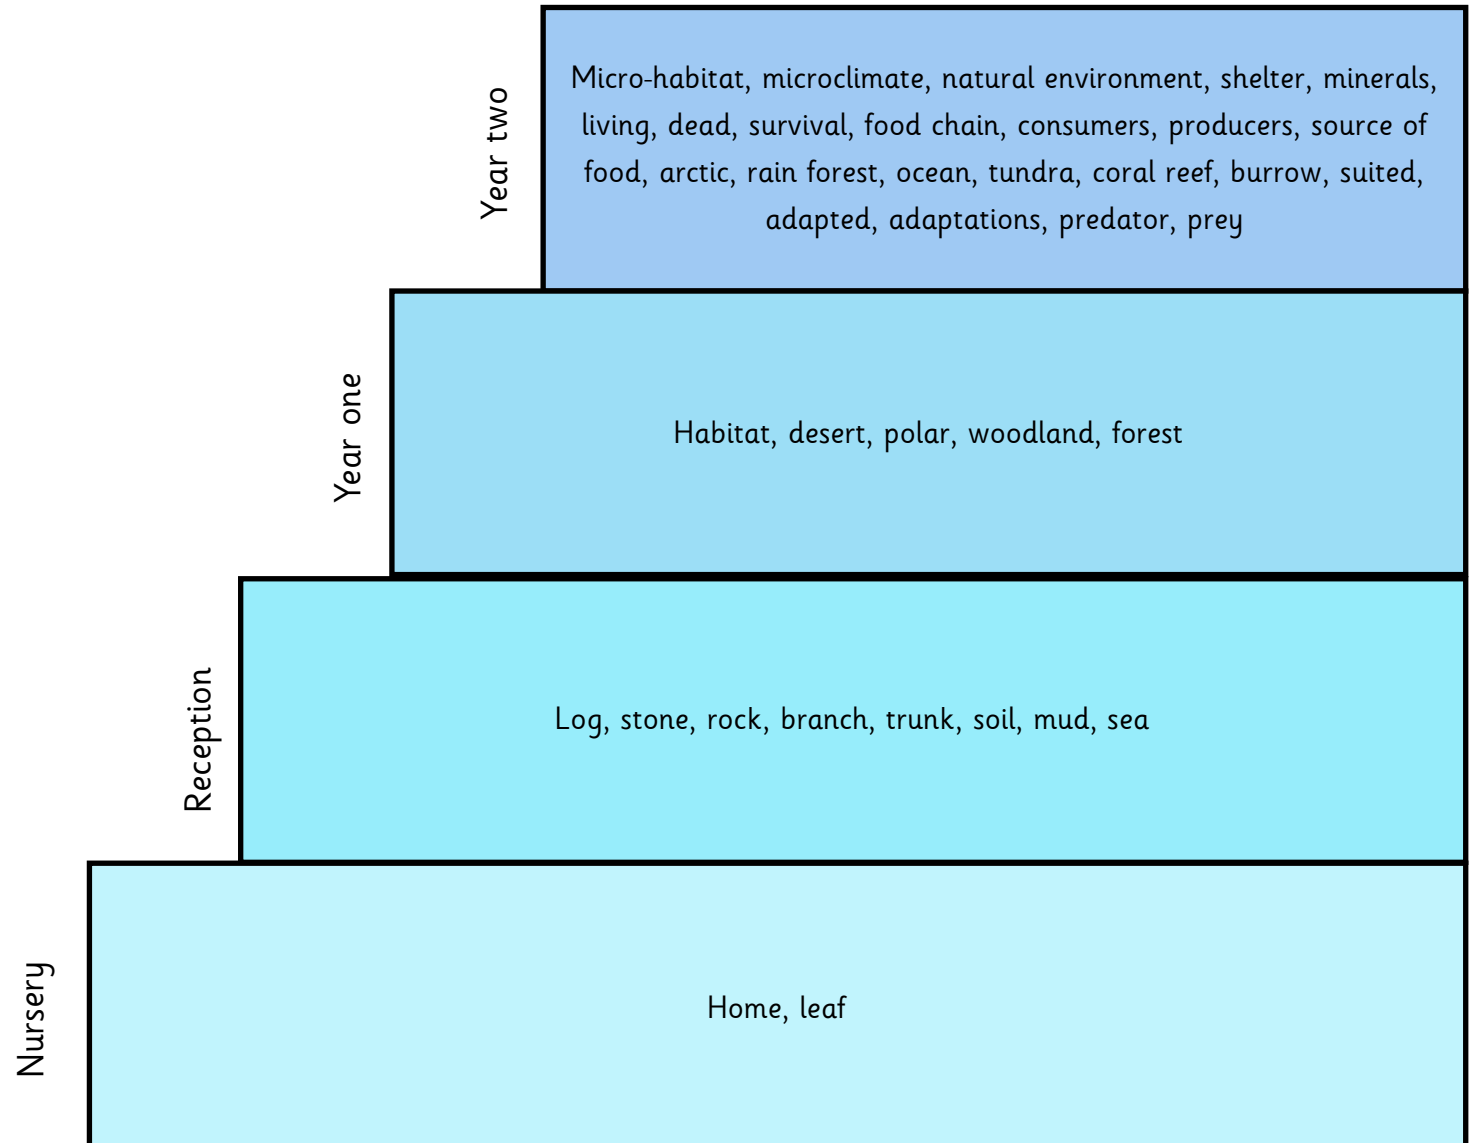 Year two
Micro-habitat, microclimate, natural environment, shelter, minerals,
living, dead, survival, food chain, consumers, producers, source of
food, arctic, rain forest, ocean, tundra, coral reef, burrow, suited,
adapted, adaptations, predator, prey
Year one
Habitat, desert, polar, woodland, forest
Reception
Log, stone, rock, branch, trunk, soil, mud, sea
Nursery
Home, leaf